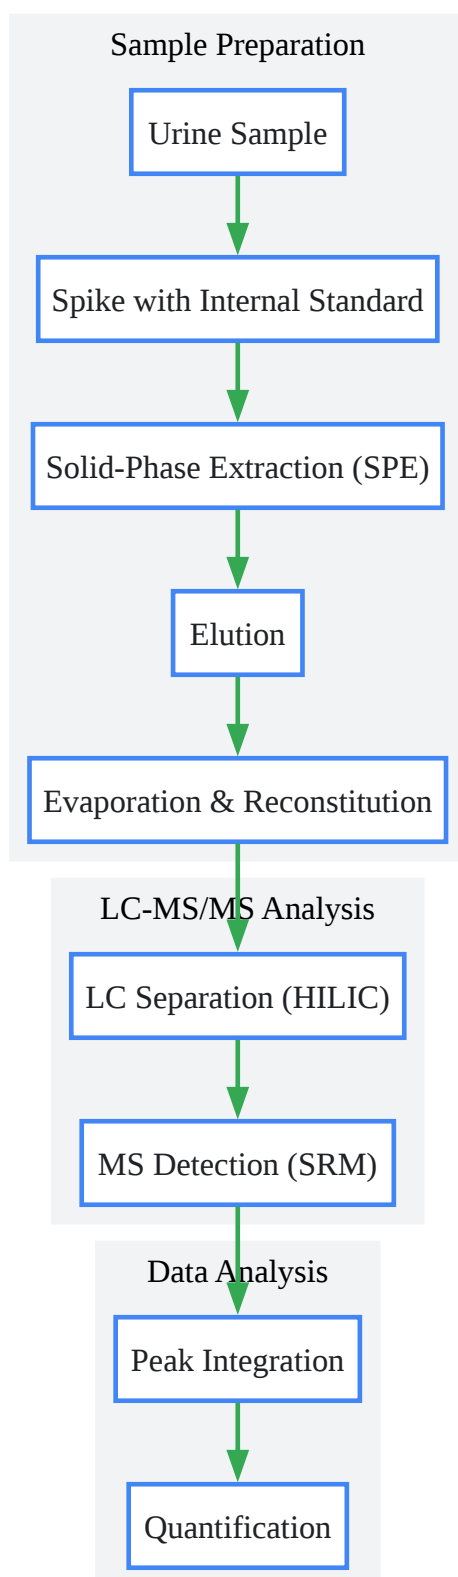 Sample Preparation
Urine Sample
Spike with Internal Standard
Solid-Phase Extraction (SPE)
Elution
Evaporation & Reconstitution
LC-MS/MS Analysis
LC Separation (HILIC)
MS Detection (SRM)
Data Analysis
Peak Integration
Quantification